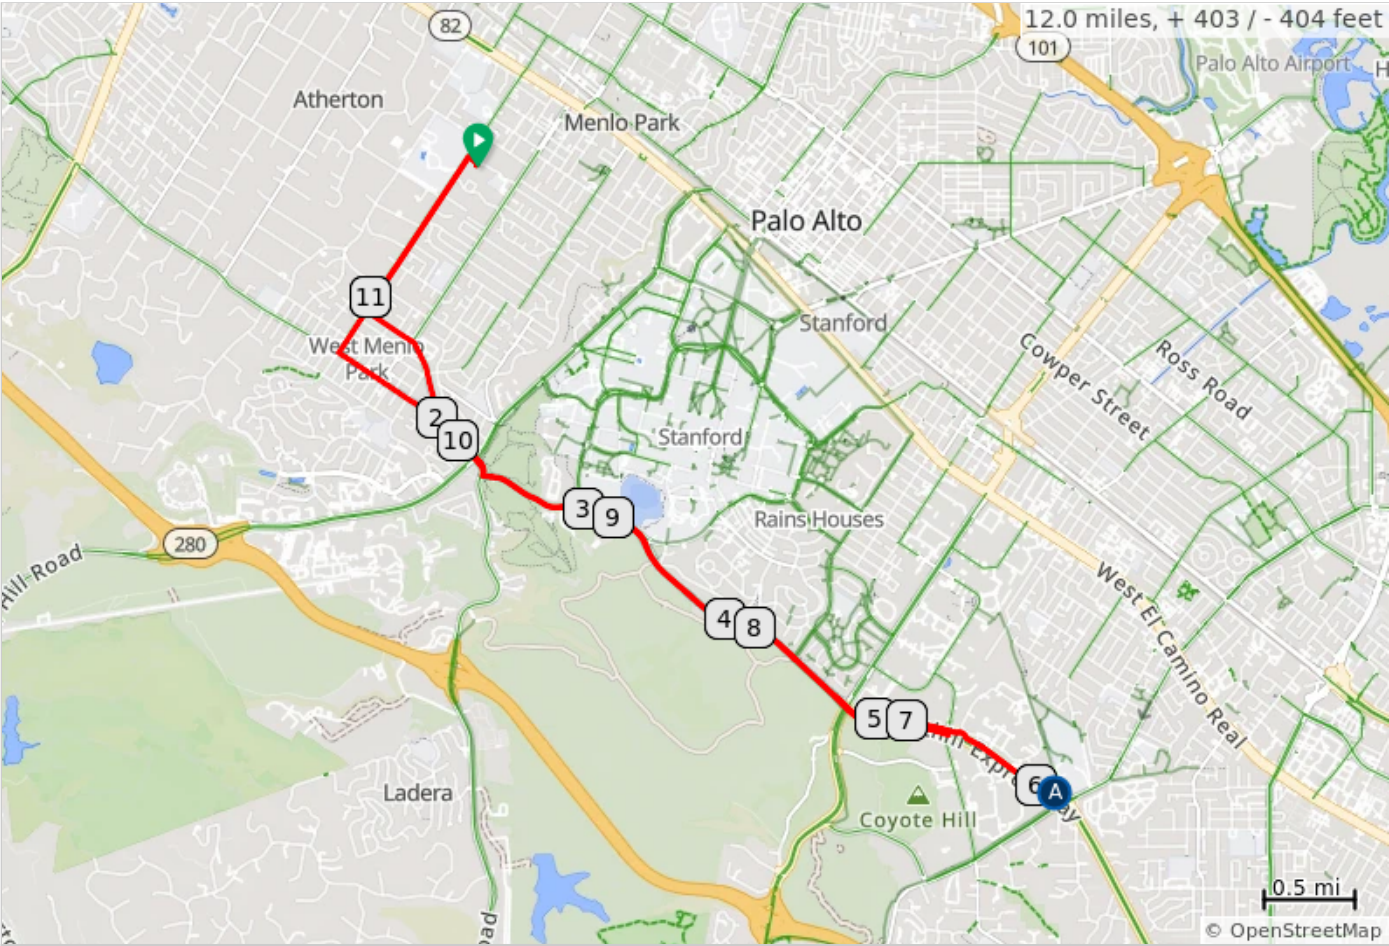 12.0 miles, + 403 / - 404 feet
82
101
Palo Alto Airport
H
Atherton
Menlo Park
Palo Alto
11
Stanford
West Menlo
Park
Cowper Street
Ross Road
2
10
Stanford
3
9
Rains Houses
280
Hill Road
4
8
West El Camino Real
5
7
6
A
Ladera
Coyote Hill
0.5 mi
oad
© OpenStreetMap